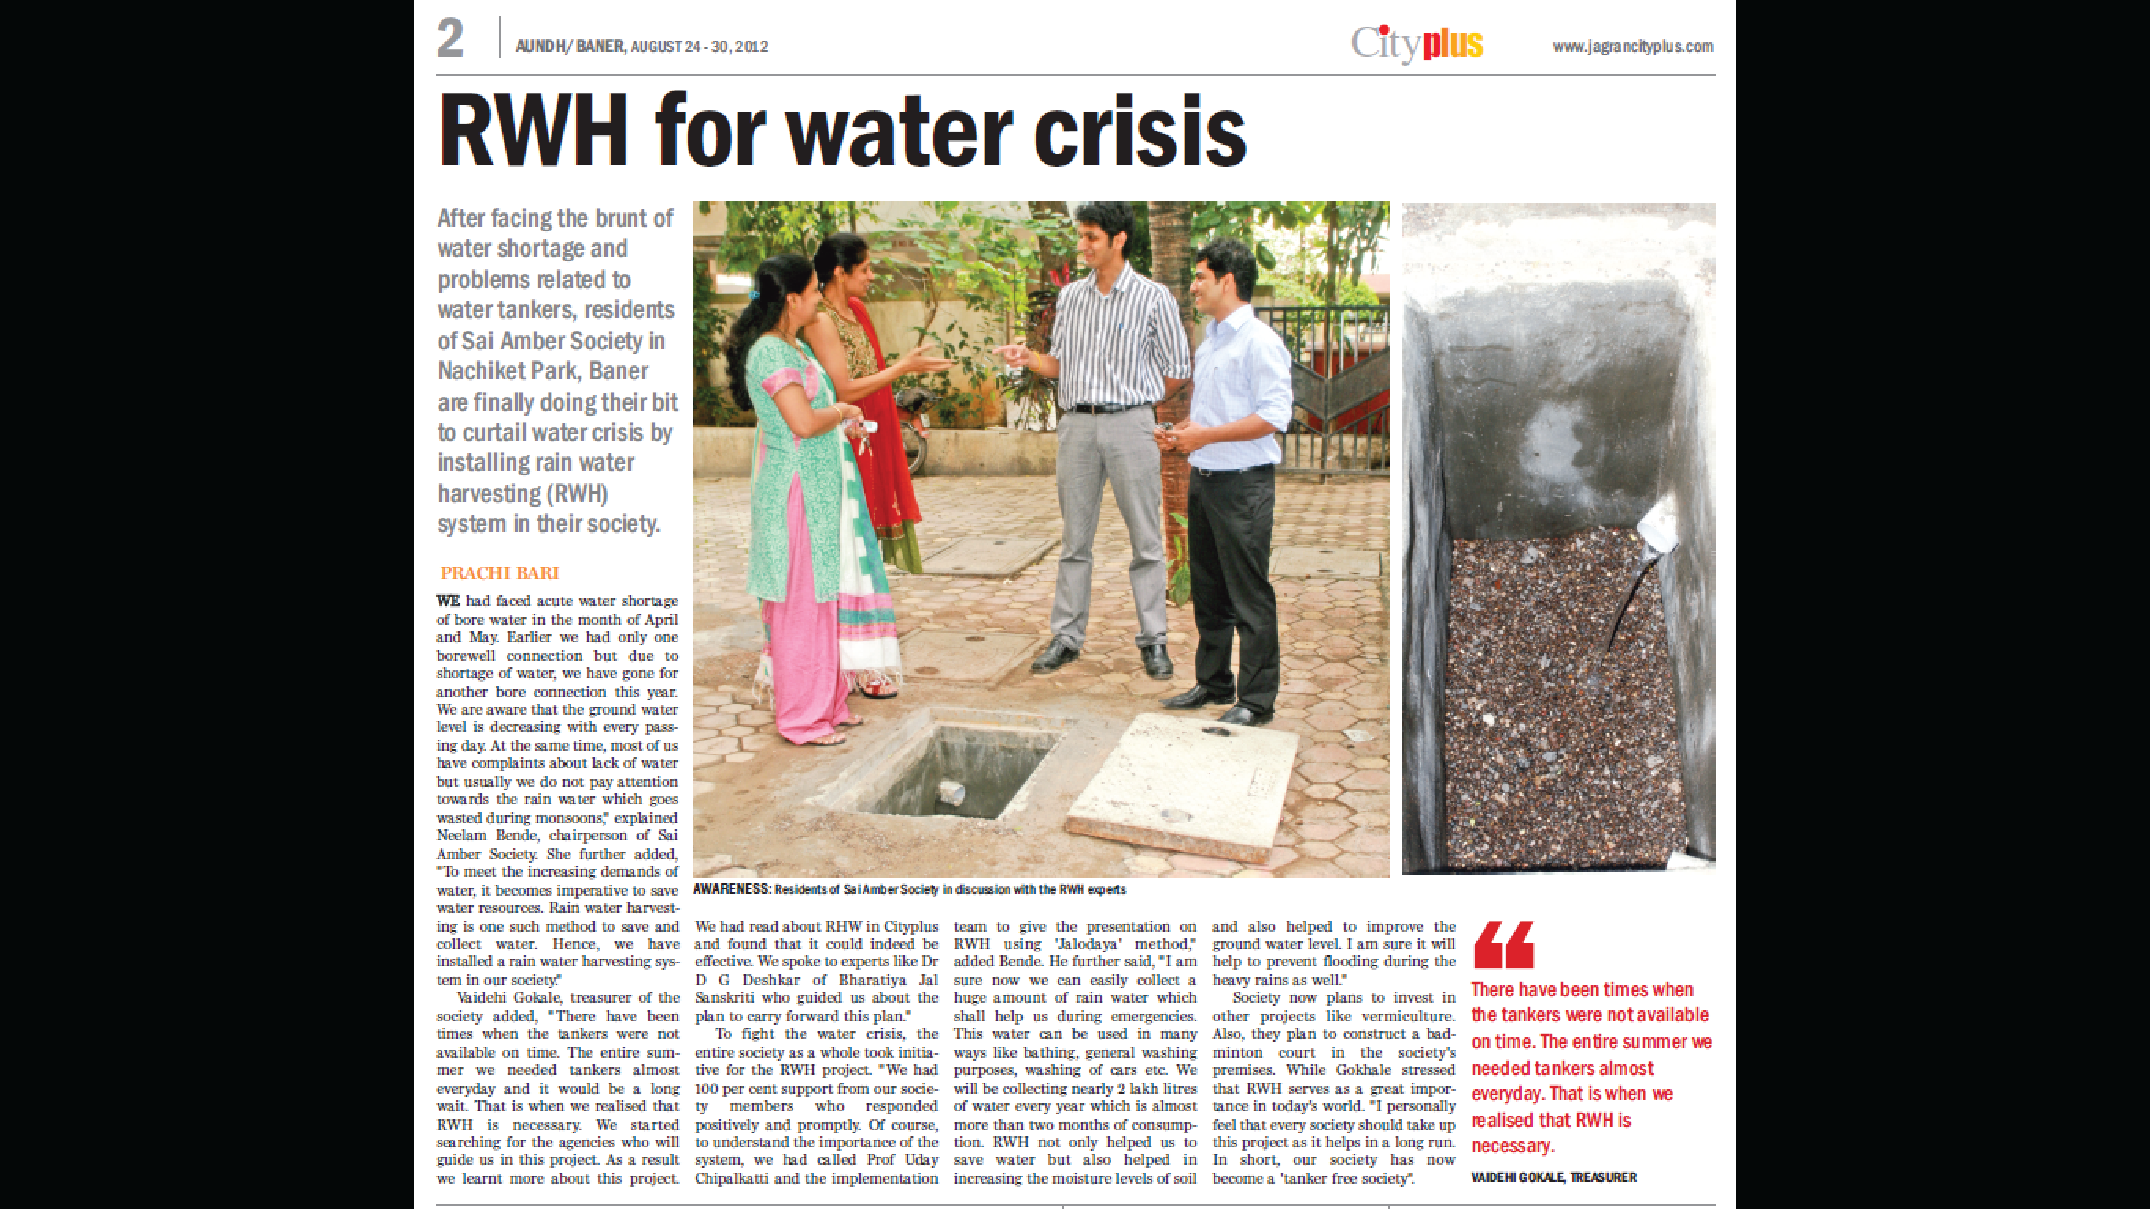 2
AUNDH/ BANER, AUGUST 24 - 30, 2012
Cityplus
www.jagrancityplus.com
RWH for water crisis
After facing the brunt of
water shortage and
problems related to
water tankers, residents
of Sai Amber Society in
Nachiket Park, Baner
are finally doing their bit
to curtail water crisis by
installing rain water
harvesting (RWH)
system in their society.
PRACHI BARI
WE had faced acute water shortage
of bore water in the month of April
and May. Earlier we had only one
borewell connection but due to
shortage of water, we have gone for
another bore connection this year.
We are aware that the ground water
level is decreasing with every pass-
ing day. At the same time, most of us
have complaints about lack of water
but usually we do not pay attention
towards the rain water which goes
wasted during monsoons," explained
Neelam Bende, chairperson of Sai
Amber Society. She further added,
"To meet the increasing demands of
water, it becomes imperative to save
water resources. Rain water harvest-
ing is one such method to save and
collect water. Hence, we have
installed a rain water harvesting sys-
tem in our society."
Vaidehi Gokale, treasurer of the
society added, "There have been
times when the tankers were not
available on time. The entire sum-
mer we needed tankers almost
everyday and it would be a long
wait. That is when we realised that
RWH is necessary. We started
searching for the agencies who will
guide us in this project. As a result
we learnt more about this project.
AWARENESS: Residents of Sai Amber Society in discussion with the RWH experts
We had read about RHW in Cityplus
and found that it could indeed be
effective. We spoke to experts like Dr
D G Deshkar of Bharatiya Jal
Sanskriti who guided us about the
plan to carry forward this plan."
To fight the water crisis, the
entire society as a whole took initia-
tive for the RWH project. "We had
100 per cent support from our socie-
ty members who responded
positively and promptly. Of course,
to understand the importance of the
system, we had called Prof Uday
Chipalkatti and the implementation
team to give the presentation on
RWH using 'Jalodaya' method,"
added Bende. He further said, "I am
sure now we can easily collect a
huge amount of rain water which
shall help us during emergencies.
This water can be used in many
ways like bathing, general washing
purposes, washing of cars etc. We
will be collecting nearly 2 lakh litres
of water every year which is almost
more than two months of consump-
tion. RWH not only helped us to
save water but also helped in
increasing the moisture levels of soil
and also helped to improve the
ground water level. I am sure it will
help to prevent flooding during the
heavy rains as well."
Society now plans to invest in
other projects like vermiculture.
Also, they plan to construct a bad-
minton court in the society's
premises. While Gokhale stressed
that RWH serves as a great impor-
tance in today's world. "I personally
feel that every society should take up
this project as it helps in a long run.
In short, our society has now
become a 'tanker free society".
“
There have been times when
the tankers were not available
on time. The entire summer we
needed tankers almost
everyday. That is when we
realised that RWH is
necessary.
VAIDEHI GOKALE, TREASURER